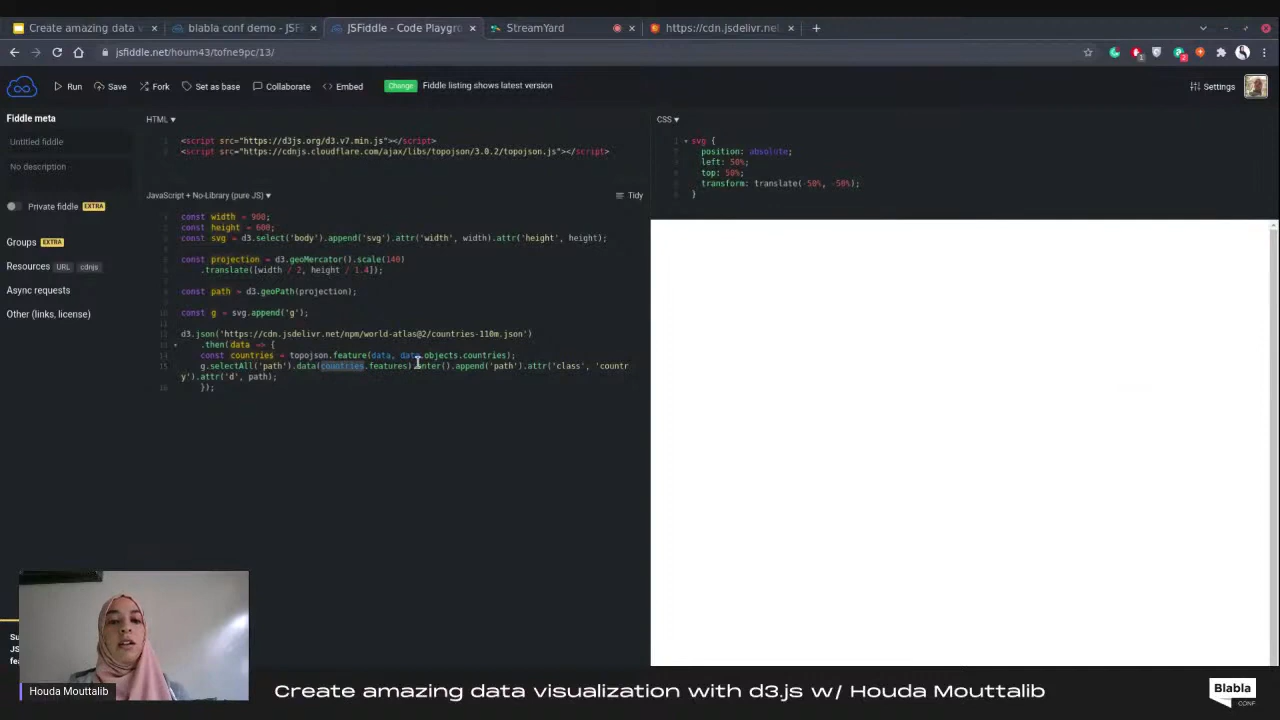 Create amazing data v
blabla conf demo - JSFi
JSFiddle - Code Playgro
StreamYard
https://cdn.jsdelivr.net
jsfiddle.net/houm43/tofne9pc/13/
Run
Save
Fork
Set as base
Collaborate
Embed
Change
Fiddle listing shows latest version
Settings
Fiddle meta
Untitled fiddle
No description
Private fiddle EXTRA
Groups EXTRA
Resources URL cdnjs
Async requests
Other (links, license)
HTML
1 <script src="https://d3js.org/d3.v7.min.js"></script>
2 <script src="https://cdnjs.cloudflare.com/ajax/libs/topojson/3.0.2/topojson.js"></script>
JavaScript + No-Library (pure JS)
Tidy
const width = 900;
const height = 600;
const svg = d3.select('body').append('svg').attr('width', width).attr('height', height);
const projection = d3.geoMercator().scale(140)
.translate([width / 2, height / 1.4]);
const path = d3.geoPath(projection);
const g = svg.append('g');
d3.json('https://cdn.jsdelivr.net/npm/world-atlas@2/countries-110m.json')
.then(data => {
const countries = topojson.feature(data, data.objects.countries);
g.selectAll('path').data(countries.features).enter().append('path').attr('class', 'countr
y').attr('d', path);
});
CSS
svg {
position: absolute;
left: 50%;
top: 50%;
transform: translate(-50%, -50%);
}
Houda Mouttalib
Create amazing data visualization with d3.js w/ Houda Mouttalib
Blabla
CONF